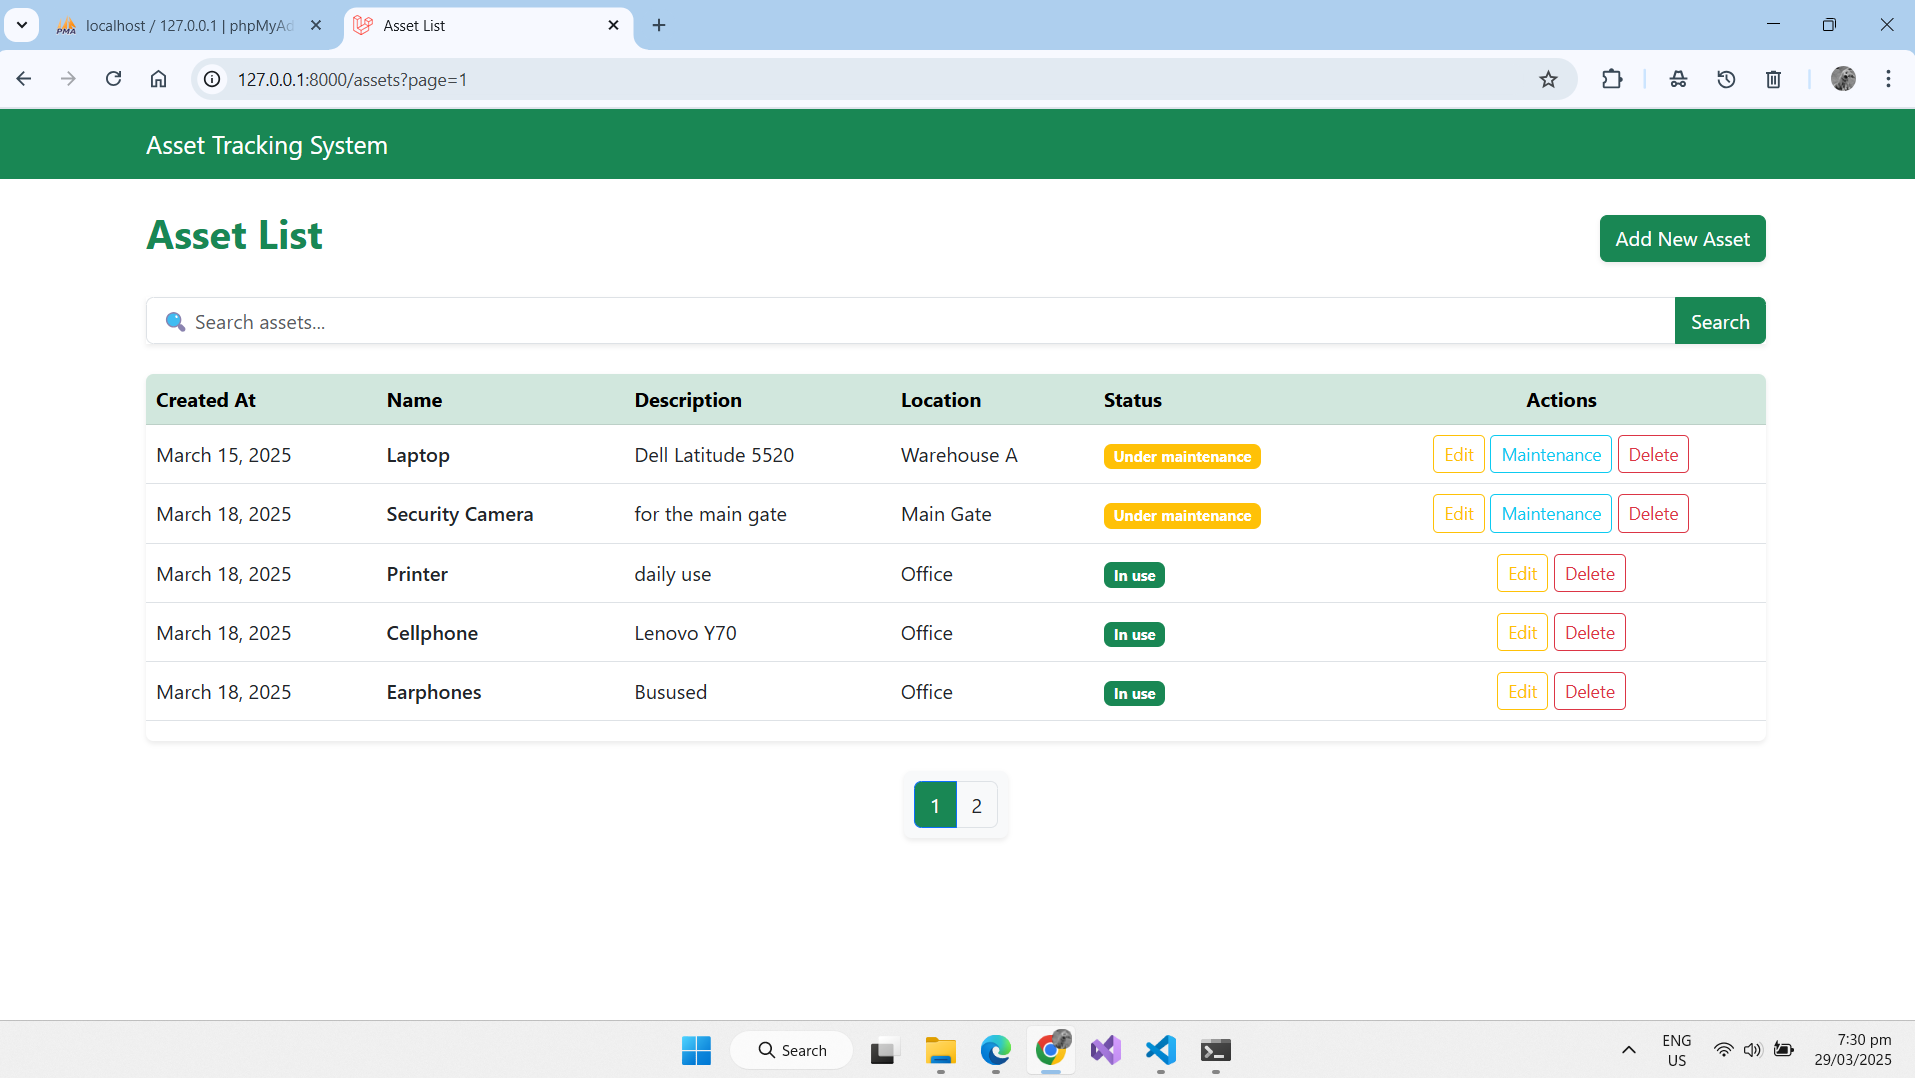 localhost / 127.0.0.1 | phpMyAd
Asset List
127.0.0.1:8000/assets?page=1
Asset Tracking System
Asset List
Add New Asset
Search assets...
Search
Created At Name Description Location Status Actions
March 15, 2025 Laptop Dell Latitude 5520 Warehouse A Under maintenance Edit Maintenance Delete
March 18, 2025 Security Camera for the main gate Main Gate Under maintenance Edit Maintenance Delete
March 18, 2025 Printer daily use Office In use Edit Delete
March 18, 2025 Cellphone Lenovo Y70 Office In use Edit Delete
March 18, 2025 Earphones Busused Office In use Edit Delete
1 2
Search
ENG
US
7:30 pm
29/03/2025